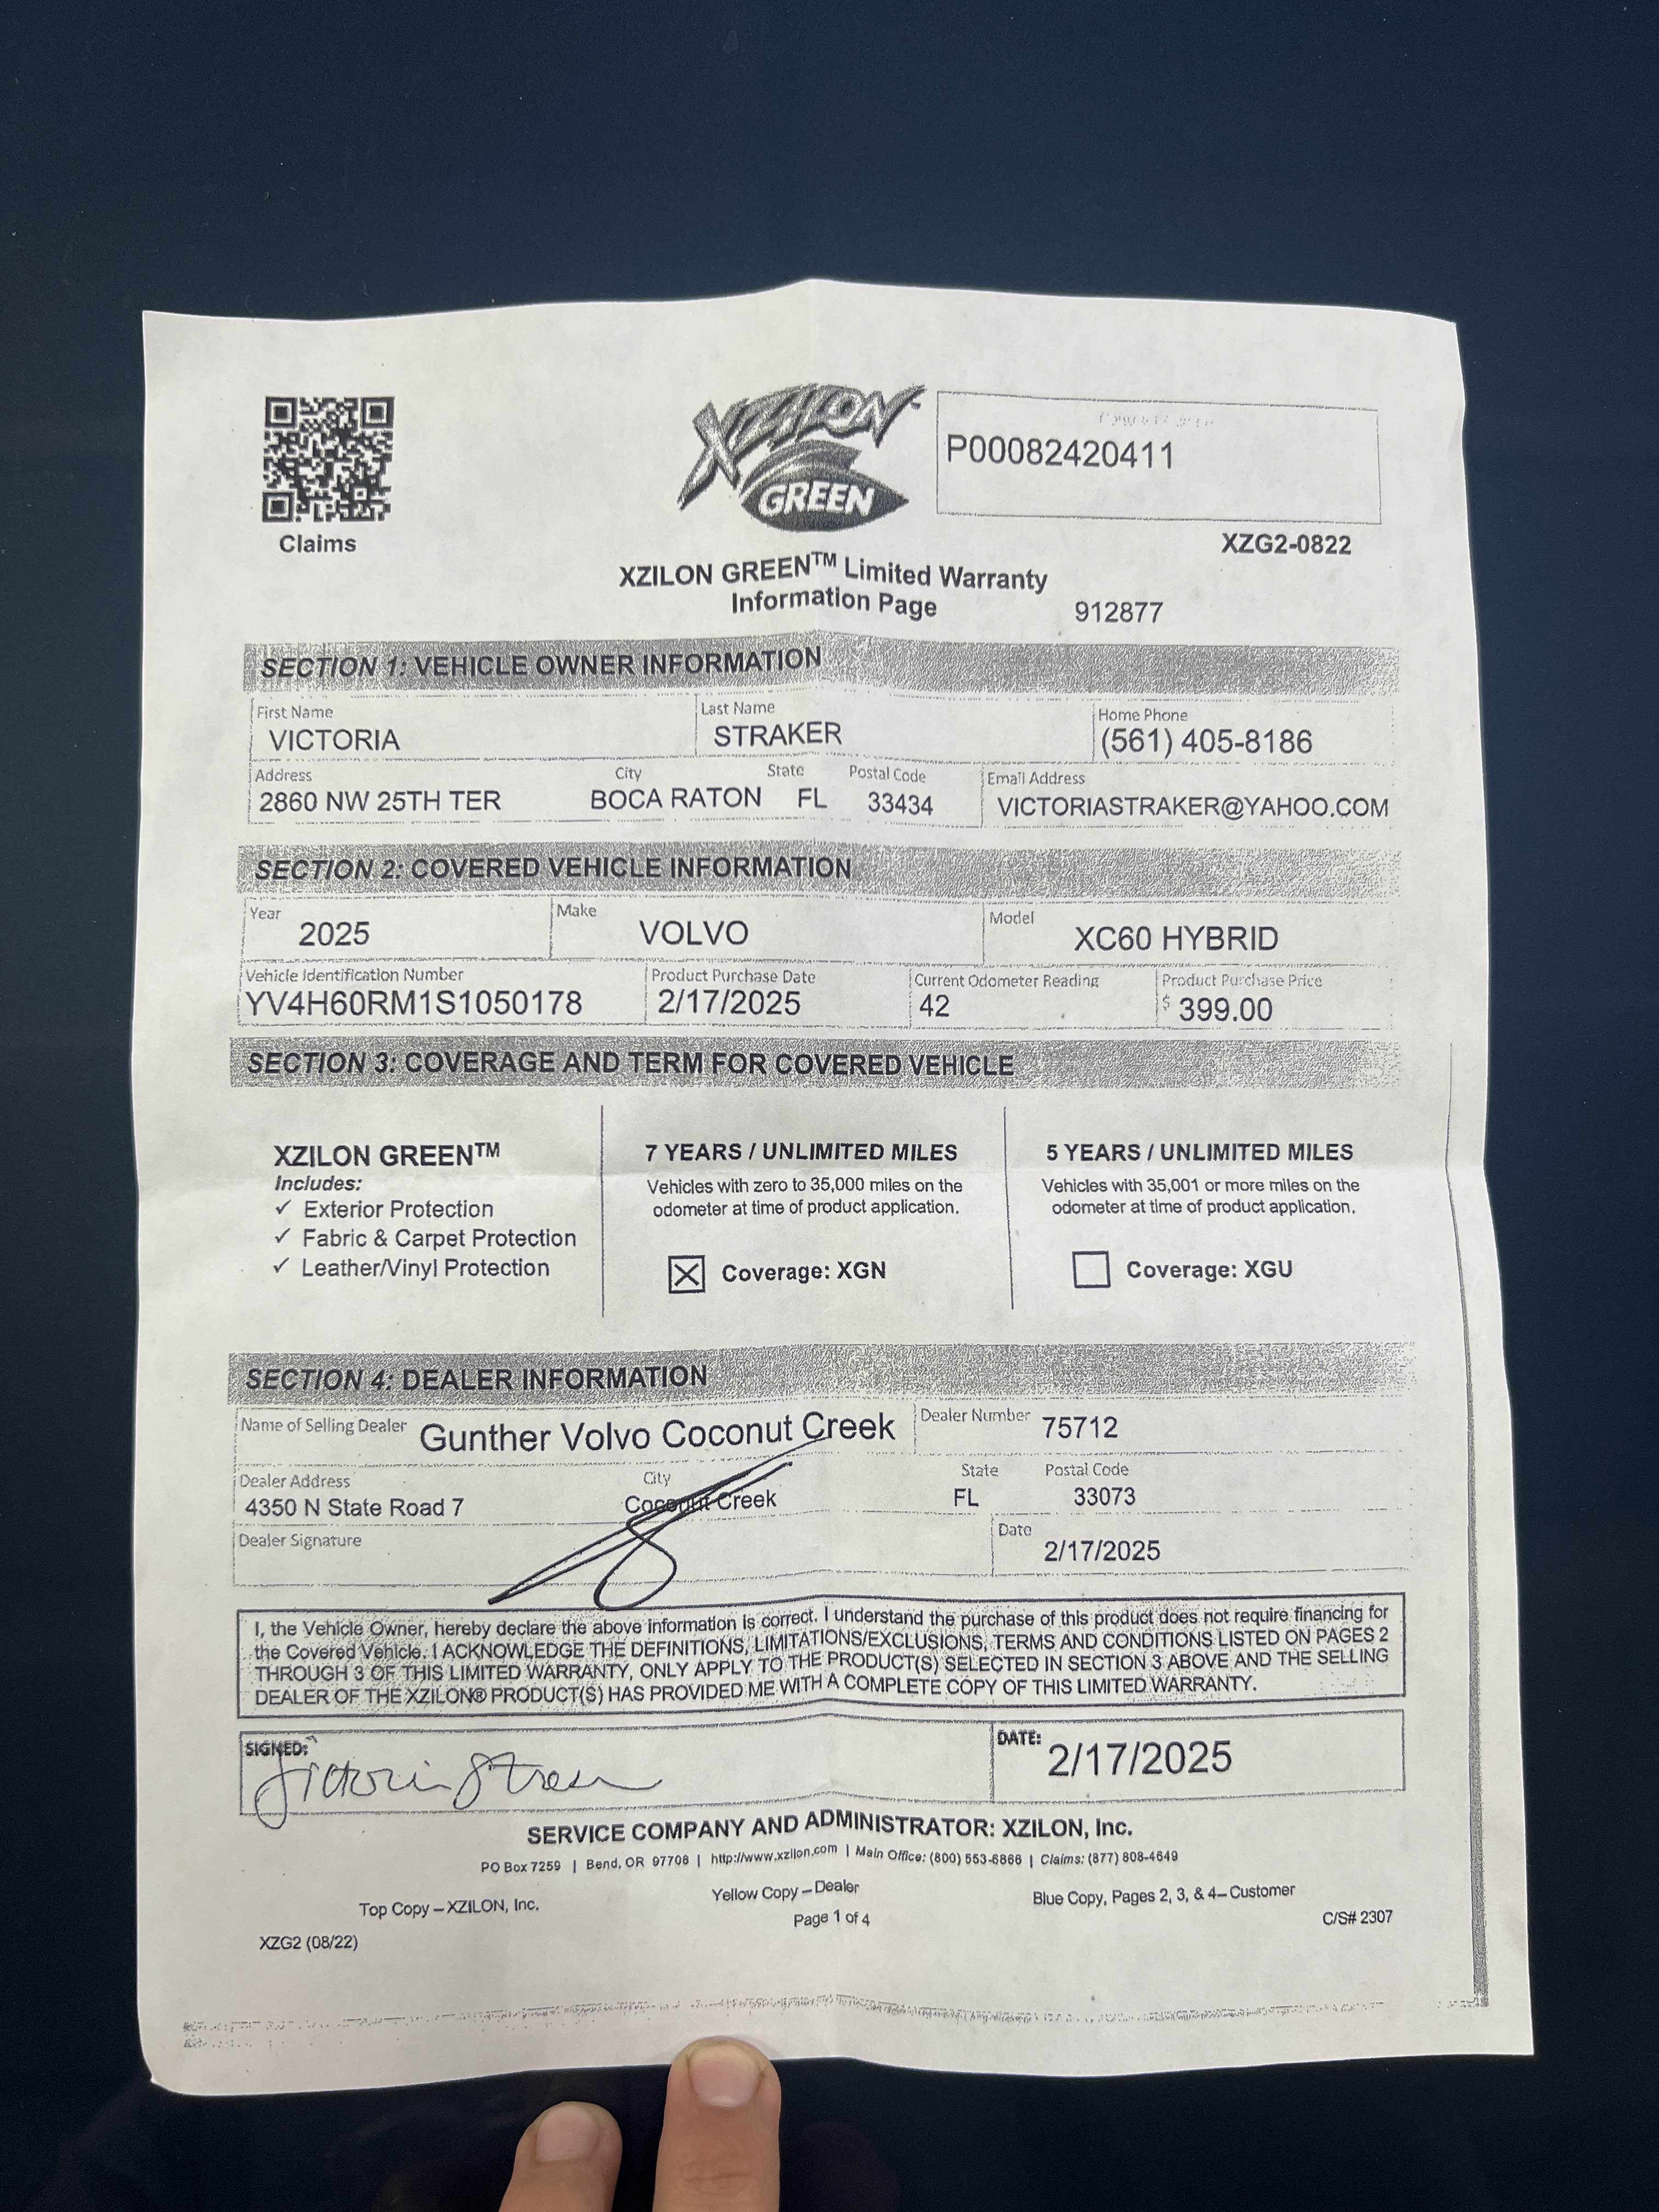 XZILON
GREEN
P00082420411
Claims
XZG2-0822
XZILON GREEN™ Limited Warranty
Information Page
912877
SECTION 1: VEHICLE OWNER INFORMATION
First Name Last Name Home Phone
VICTORIA STRAKER (561) 405-8186
Address City State Postal Code Email Address
2860 NW 25TH TER BOCA RATON FL 33434 VICTORIASTRAKER@YAHOO.COM
SECTION 2: COVERED VEHICLE INFORMATION
Year Make Model
2025 VOLVO XC60 HYBRID
Vehicle Identification Number Product Purchase Date Current Odometer Reading Product Purchase Price
YV4H60RM1S1050178 2/17/2025 42 $ 399.00
SECTION 3: COVERAGE AND TERM FOR COVERED VEHICLE
XZILON GREEN™
Includes:
✓ Exterior Protection
✓ Fabric & Carpet Protection
✓ Leather/Vinyl Protection
7 YEARS / UNLIMITED MILES
Vehicles with zero to 35,000 miles on the
odometer at time of product application.
☒ Coverage: XGN
5 YEARS / UNLIMITED MILES
Vehicles with 35,001 or more miles on the
odometer at time of product application.
☐ Coverage: XGU
SECTION 4: DEALER INFORMATION
Name of Selling Dealer Gunther Volvo Coconut Creek Dealer Number 75712
Dealer Address City State Postal Code
4350 N State Road 7 Coconut Creek FL 33073
Dealer Signature Date
2/17/2025
I, the Vehicle Owner, hereby declare the above information is correct. I understand the purchase of this product does not require financing for
the Covered Vehicle. I ACKNOWLEDGE THE DEFINITIONS, LIMITATIONS/EXCLUSIONS, TERMS AND CONDITIONS LISTED ON PAGES 2
THROUGH 3 OF THIS LIMITED WARRANTY, ONLY APPLY TO THE PRODUCT(S) SELECTED IN SECTION 3 ABOVE AND THE SELLING
DEALER OF THE XZILON® PRODUCT(S) HAS PROVIDED ME WITH A COMPLETE COPY OF THIS LIMITED WARRANTY.
SIGNED: DATE:
Victoria Straker 2/17/2025
SERVICE COMPANY AND ADMINISTRATOR: XZILON, Inc.
PO Box 7259 | Bend, OR 97708 | http://www.xzilon.com | Main Office: (800) 553-6866 | Claims: (877) 808-4649
Top Copy – XZILON, Inc. Yellow Copy – Dealer Blue Copy, Pages 2, 3, & 4– Customer
Page 1 of 4
C/S# 2307
XZG2 (08/22)